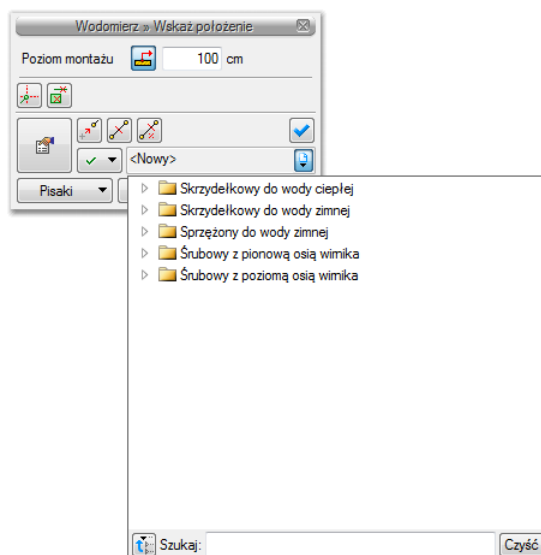 Wodomierz » Wskaż położenie
Poziom montażu 100 cm
<Nowy>
Pisaki
Skrzydełkowy do wody ciepłej
Skrzydełkowy do wody zimnej
Sprzężony do wody zimnej
Śrubowy z pionową osią wirnika
Śrubowy z poziomą osią wirnika
Szukaj: Czyść